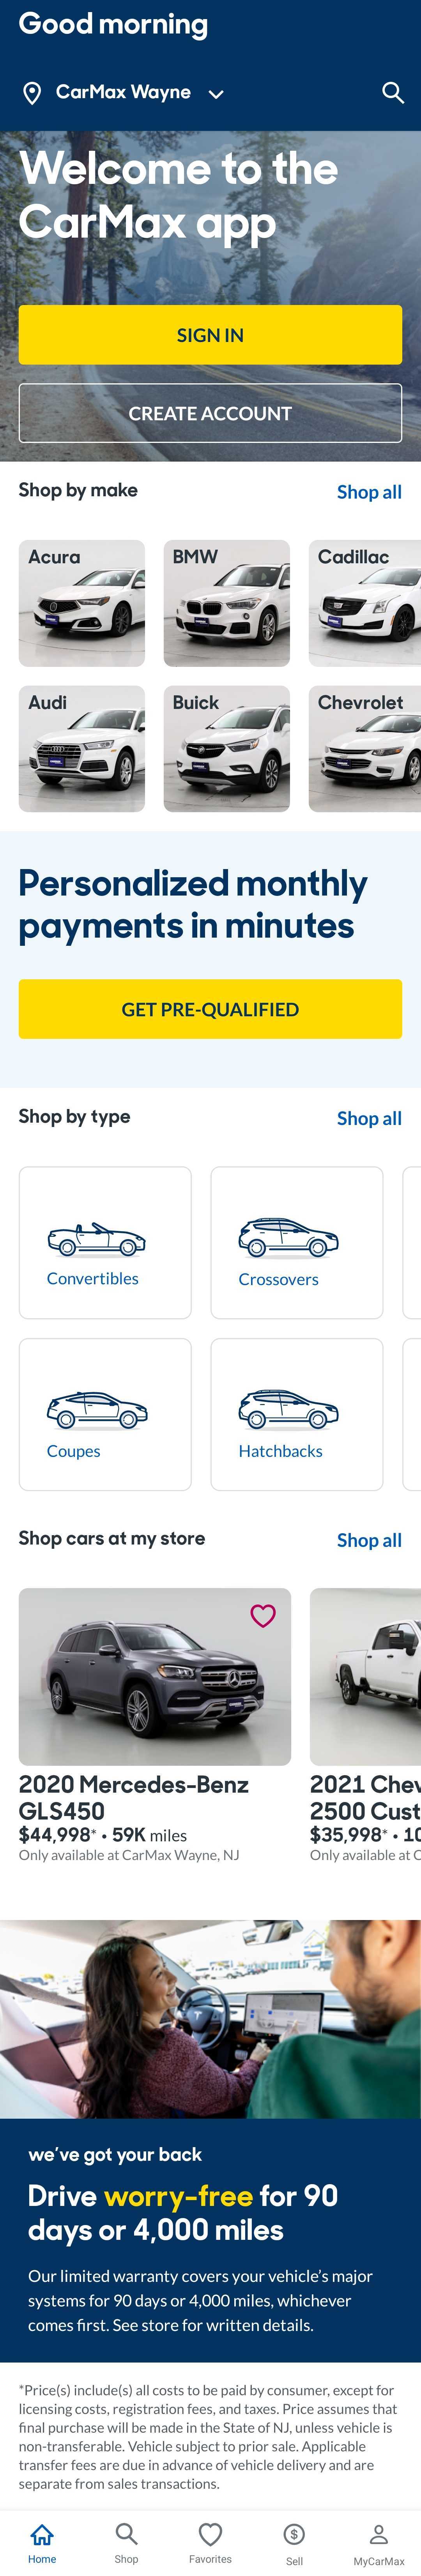 Good morning
CarMax Wayne
Welcome to the
CarMax app
SIGN IN
CREATE ACCOUNT
Shop by make
Shop all
Acura
BMW
Cadillac
Audi
Buick
Chevrolet
Personalized monthly
payments in minutes
GET PRE-QUALIFIED
Shop by type
Shop all
Convertibles
Crossovers
Coupes
Hatchbacks
Shop cars at my store
Shop all
2020 Mercedes-Benz
GLS450
$44,998* • 59K miles
Only available at CarMax Wayne, NJ
2021 Chev
2500 Cust
$35,998* • 10
Only available at C
we've got your back
Drive worry-free for 90
days or 4,000 miles
Our limited warranty covers your vehicle's major
systems for 90 days or 4,000 miles, whichever
comes first. See store for written details.
*Price(s) include(s) all costs to be paid by consumer, except for
licensing costs, registration fees, and taxes. Price assumes that
final purchase will be made in the State of NJ, unless vehicle is
non-transferable. Vehicle subject to prior sale. Applicable
transfer fees are due in advance of vehicle delivery and are
separate from sales transactions.
Home
Shop
Favorites
Sell
MyCarMax